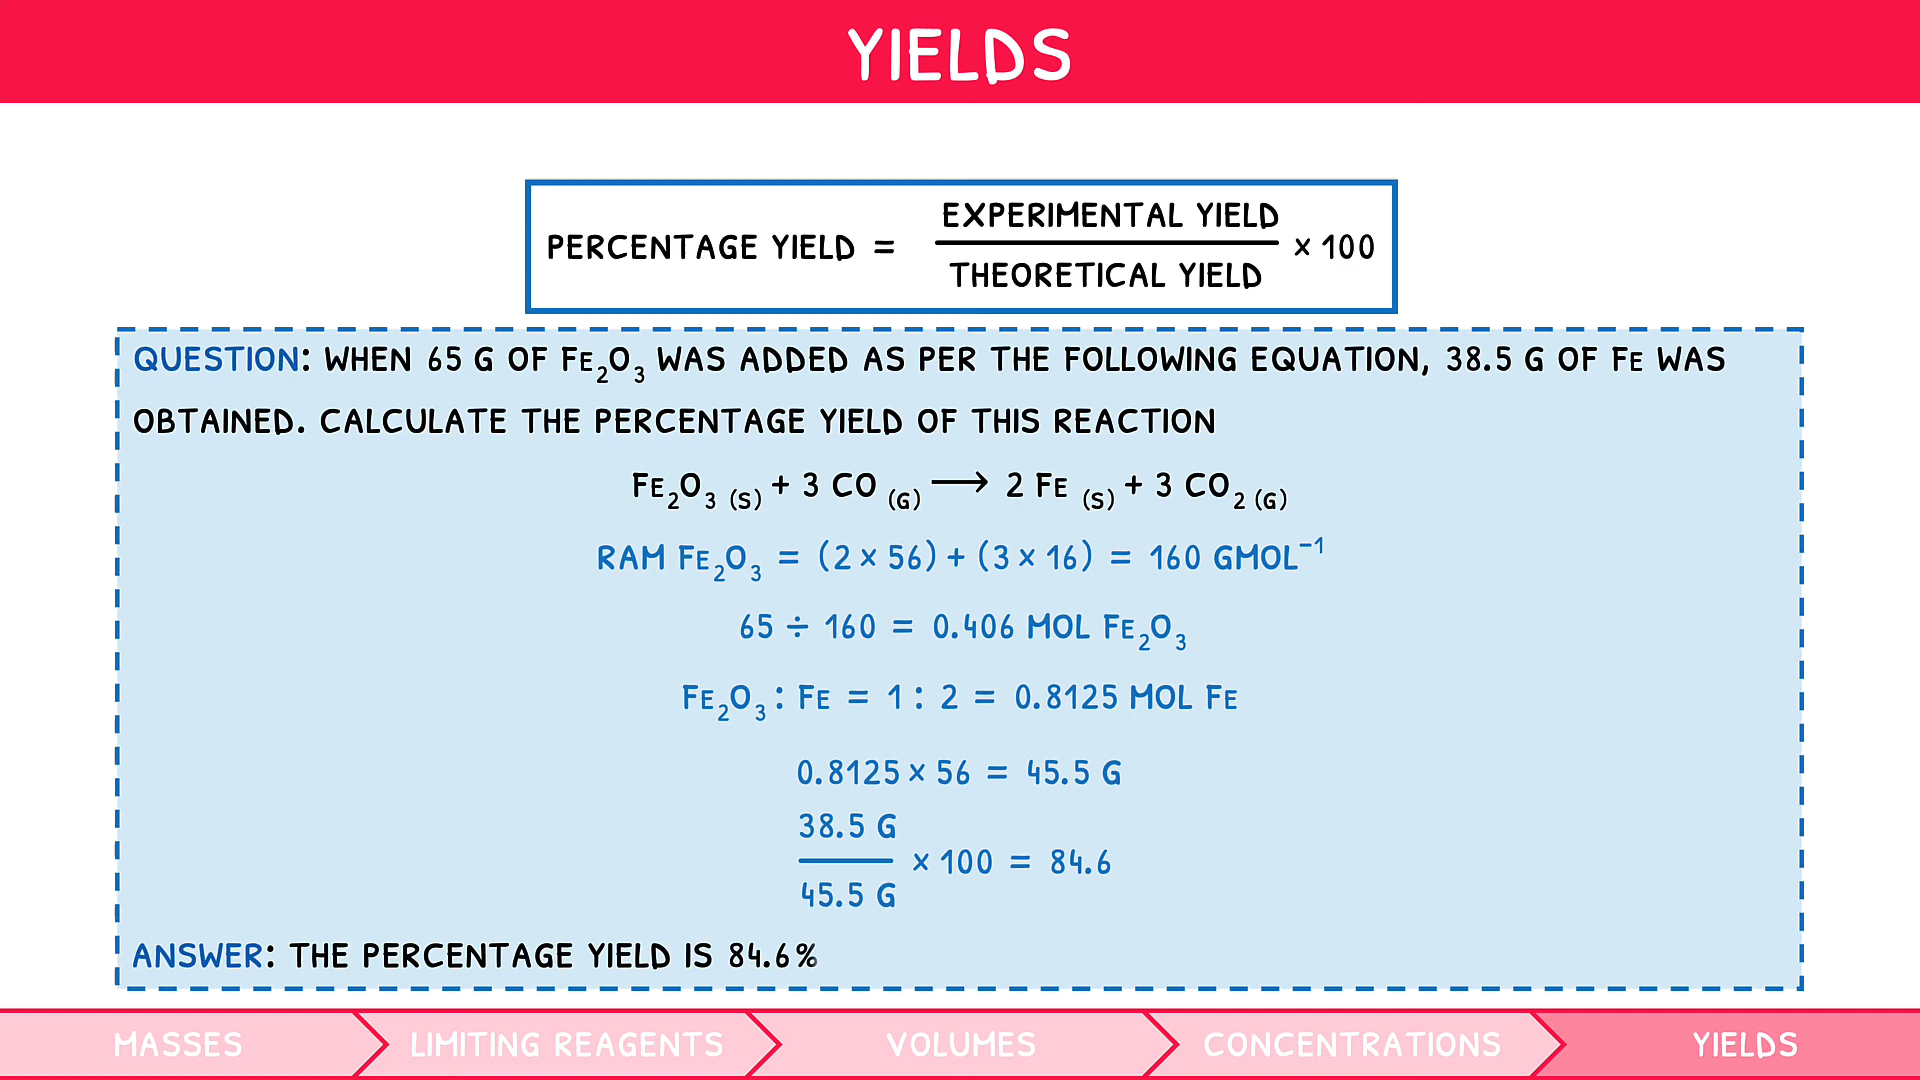 YIELDS
PERCENTAGE YIELD = EXPERIMENTAL YIELD / THEORETICAL YIELD × 100
QUESTION: WHEN 65 G OF FE₂O₃ WAS ADDED AS PER THE FOLLOWING EQUATION, 38.5 G OF FE WAS
OBTAINED. CALCULATE THE PERCENTAGE YIELD OF THIS REACTION
FE₂O₃ (S) + 3 CO (G) ⟶ 2 FE (S) + 3 CO₂ (G)
RAM FE₂O₃ = (2 × 56) + (3 × 16) = 160 GMOL⁻¹
65 ÷ 160 = 0.406 MOL FE₂O₃
FE₂O₃ : FE = 1 : 2 = 0.8125 MOL FE
0.8125 × 56 = 45.5 G
38.5 G / 45.5 G × 100 = 84.6
ANSWER: THE PERCENTAGE YIELD IS 84.6%
MASSES LIMITING REAGENTS VOLUMES CONCENTRATIONS YIELDS